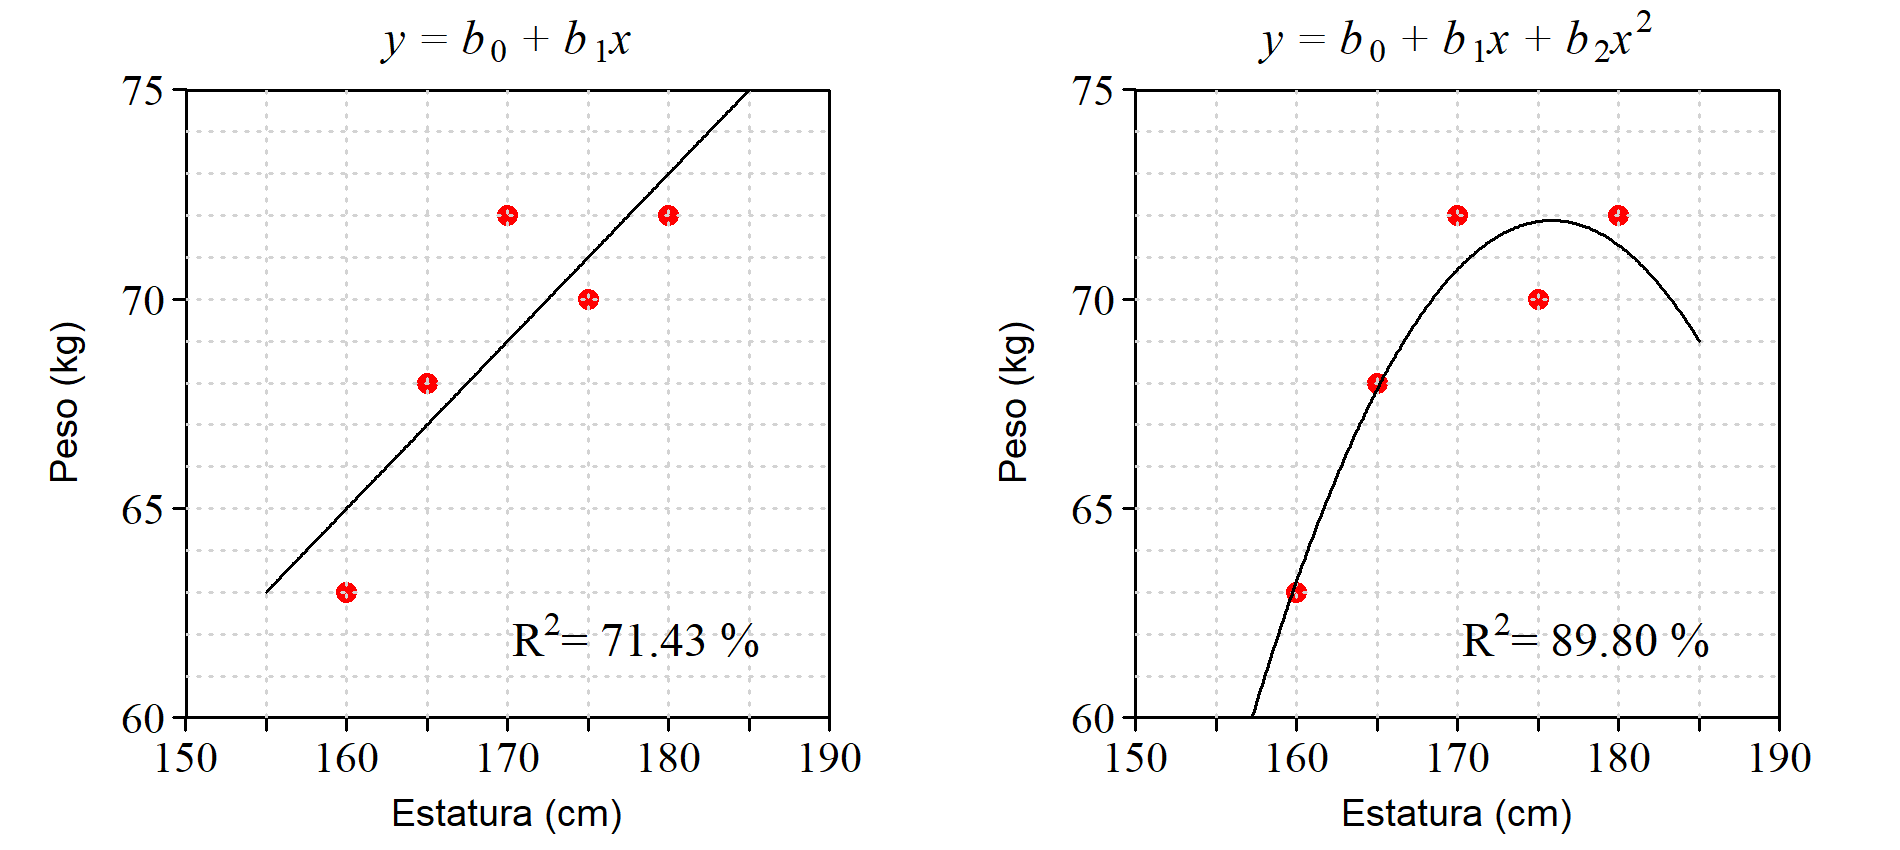 y = b₀ + b₁x
75
70
65
60
Peso (kg)
R²= 71.43 %
150 160 170 180 190
Estatura (cm)
y = b₀ + b₁x + b₂x²
75
70
65
60
Peso (kg)
R²= 89.80 %
150 160 170 180 190
Estatura (cm)